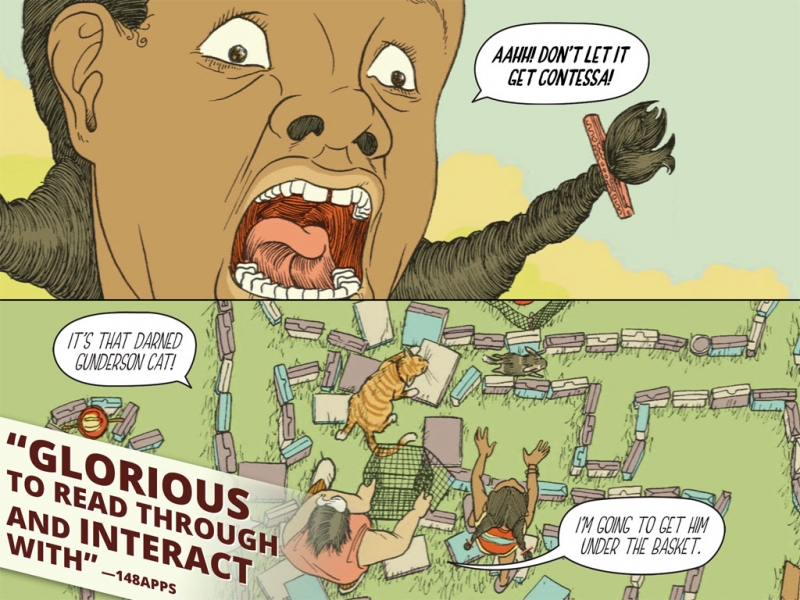 AAHH! DON'T LET IT
GET CONTESSA!
IT'S THAT DARNED
GUNDERSON CAT!
"GLORIOUS
TO READ THROUGH
AND INTERACT
WITH" —148APPS
I'M GOING TO GET HIM
UNDER THE BASKET.